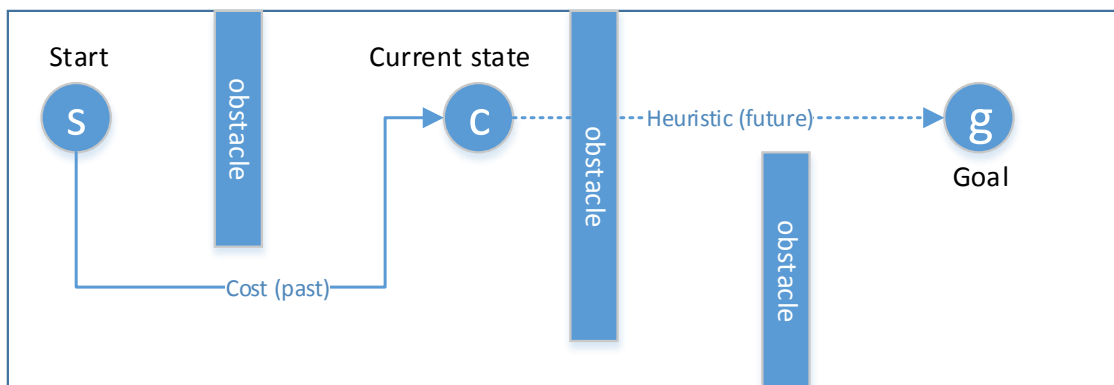 Start
Current state
s
obstacle
c
obstacle
Heuristic (future)
g
Goal
obstacle
Cost (past)